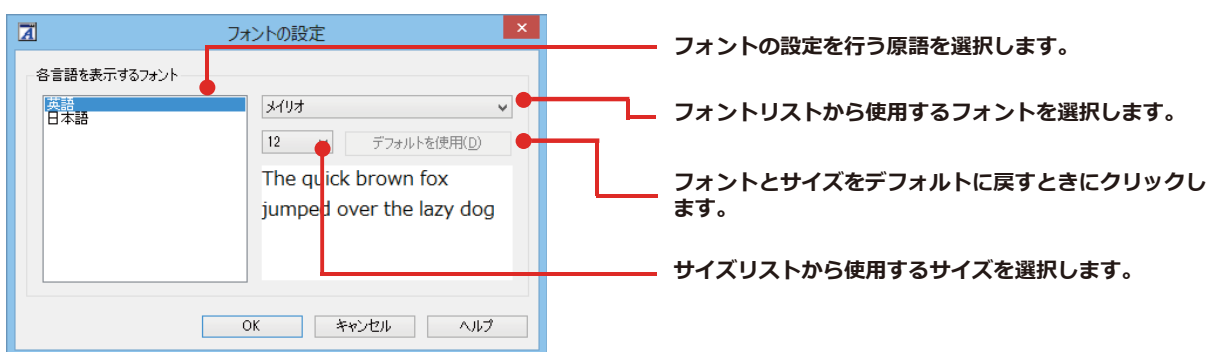 フォントの設定
各言語を表示するフォント
英語
日本語
メイリオ
12
デフォルトを使用(D)
The quick brown fox
jumped over the lazy dog
OK
キャンセル
ヘルプ
フォントの設定を行う原語を選択します。
フォントリストから使用するフォントを選択します。
フォントとサイズをデフォルトに戻すときにクリックし
ます。
サイズリストから使用するサイズを選択します。